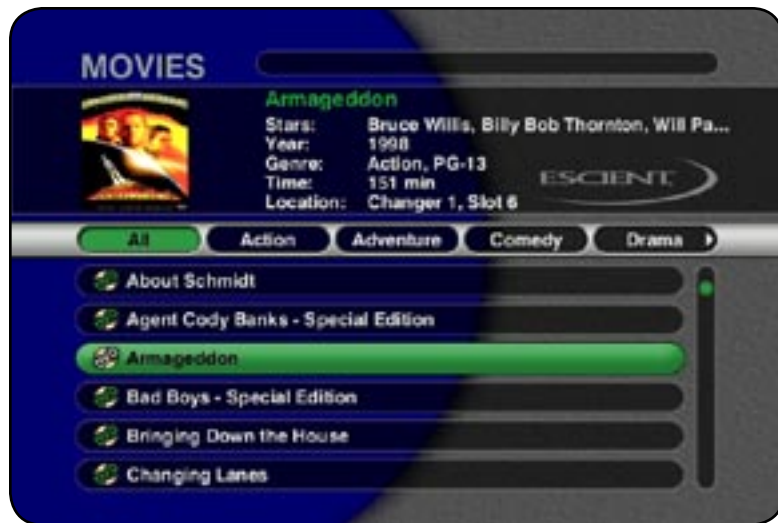 MOVIES
Armageddon
Stars: Bruce Willis, Billy Bob Thornton, Will Pa...
Year: 1998
Genre: Action, PG-13
Time: 151 min
Location: Changer 1, Slot 6
ESCIENT
All Action Adventure Comedy Drama
About Schmidt
Agent Cody Banks - Special Edition
Armageddon
Bad Boys - Special Edition
Bringing Down the House
Changing Lanes